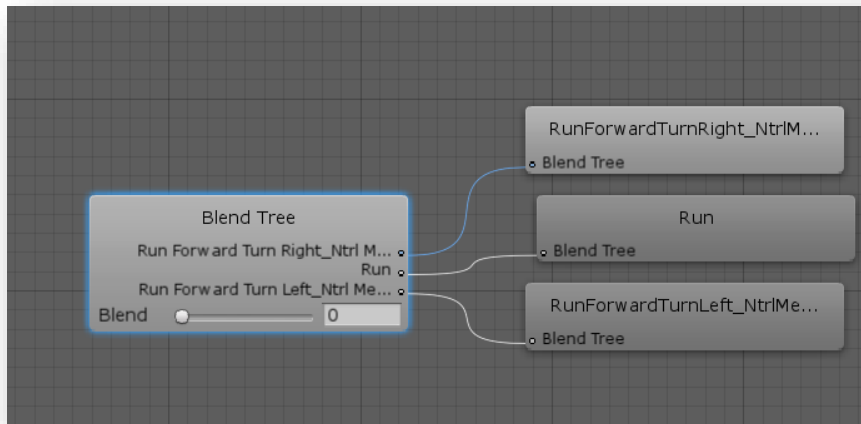 Blend Tree
Run Forward Turn Right_Ntrl M...
Run
Run Forward Turn Left_Ntrl Me...
Blend 0
RunForwardTurnRight_NtrlM...
Blend Tree
Run
Blend Tree
RunForwardTurnLeft_NtrlMe...
Blend Tree